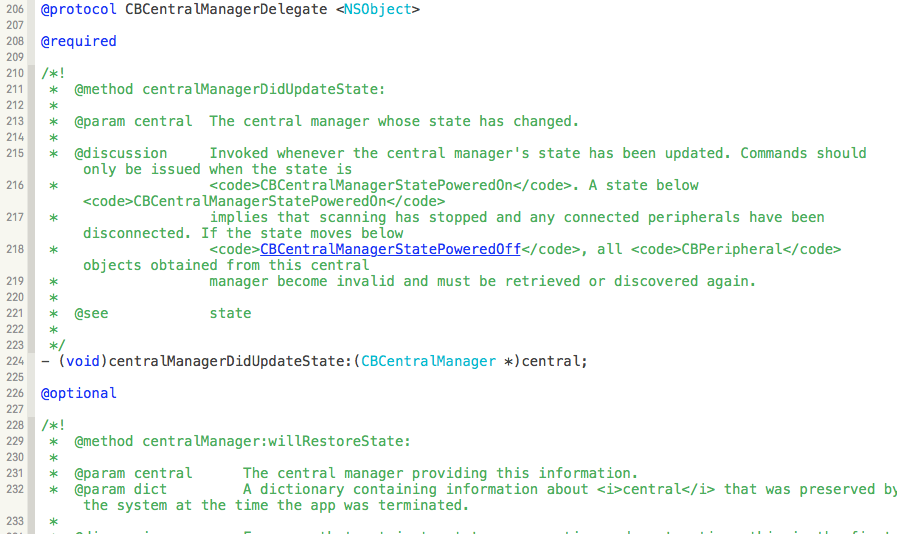 206 @protocol CBCentralManagerDelegate <NSObject>
207
208 @required
209
210 /*!
211 * @method centralManagerDidUpdateState:
212 *
213 * @param central The central manager whose state has changed.
214 *
215 * @discussion Invoked whenever the central manager's state has been updated. Commands should
only be issued when the state is
216 * <code>CBCentralManagerStatePoweredOn</code>. A state below
<code>CBCentralManagerStatePoweredOn</code>
217 * implies that scanning has stopped and any connected peripherals have been
disconnected. If the state moves below
218 * <code>CBCentralManagerStatePoweredOff</code>, all <code>CBPeripheral</code>
objects obtained from this central
219 * manager become invalid and must be retrieved or discovered again.
220 *
221 * @see state
222 *
223 */
224 - (void)centralManagerDidUpdateState:(CBCentralManager *)central;
225
226 @optional
227
228 /*!
229 * @method centralManager:willRestoreState:
230 *
231 * @param central The central manager providing this information.
232 * @param dict A dictionary containing information about <i>central</i> that was preserved by
the system at the time the app was terminated.
233 *